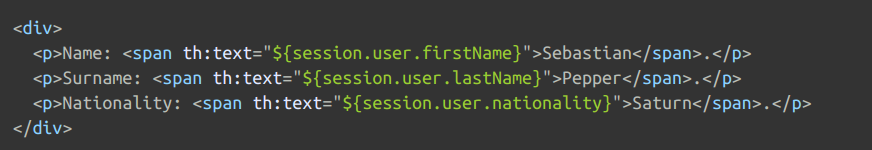 <div>
  <p>Name: <span th:text="${session.user.firstName}">Sebastian</span>.</p>
  <p>Surname: <span th:text="${session.user.lastName}">Pepper</span>.</p>
  <p>Nationality: <span th:text="${session.user.nationality}">Saturn</span>.</p>
</div>